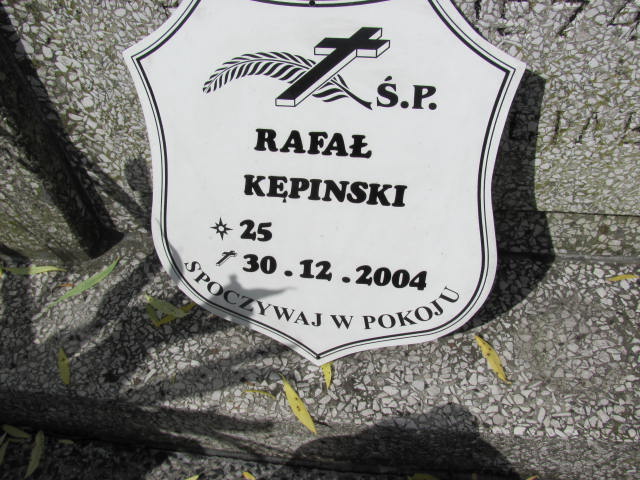 Ś.P.
RAFAŁ
KĘPINSKI
25
30.12.2004
SPOCZYWAJ W POKOJU